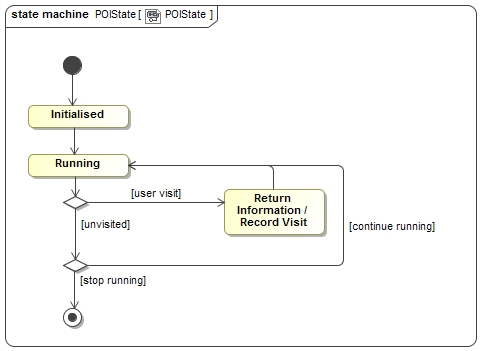 state machine POIState [ POIState ]
Initialised
Running
[user visit]
Return
Information /
Record Visit
[unvisited]
[continue running]
[stop running]